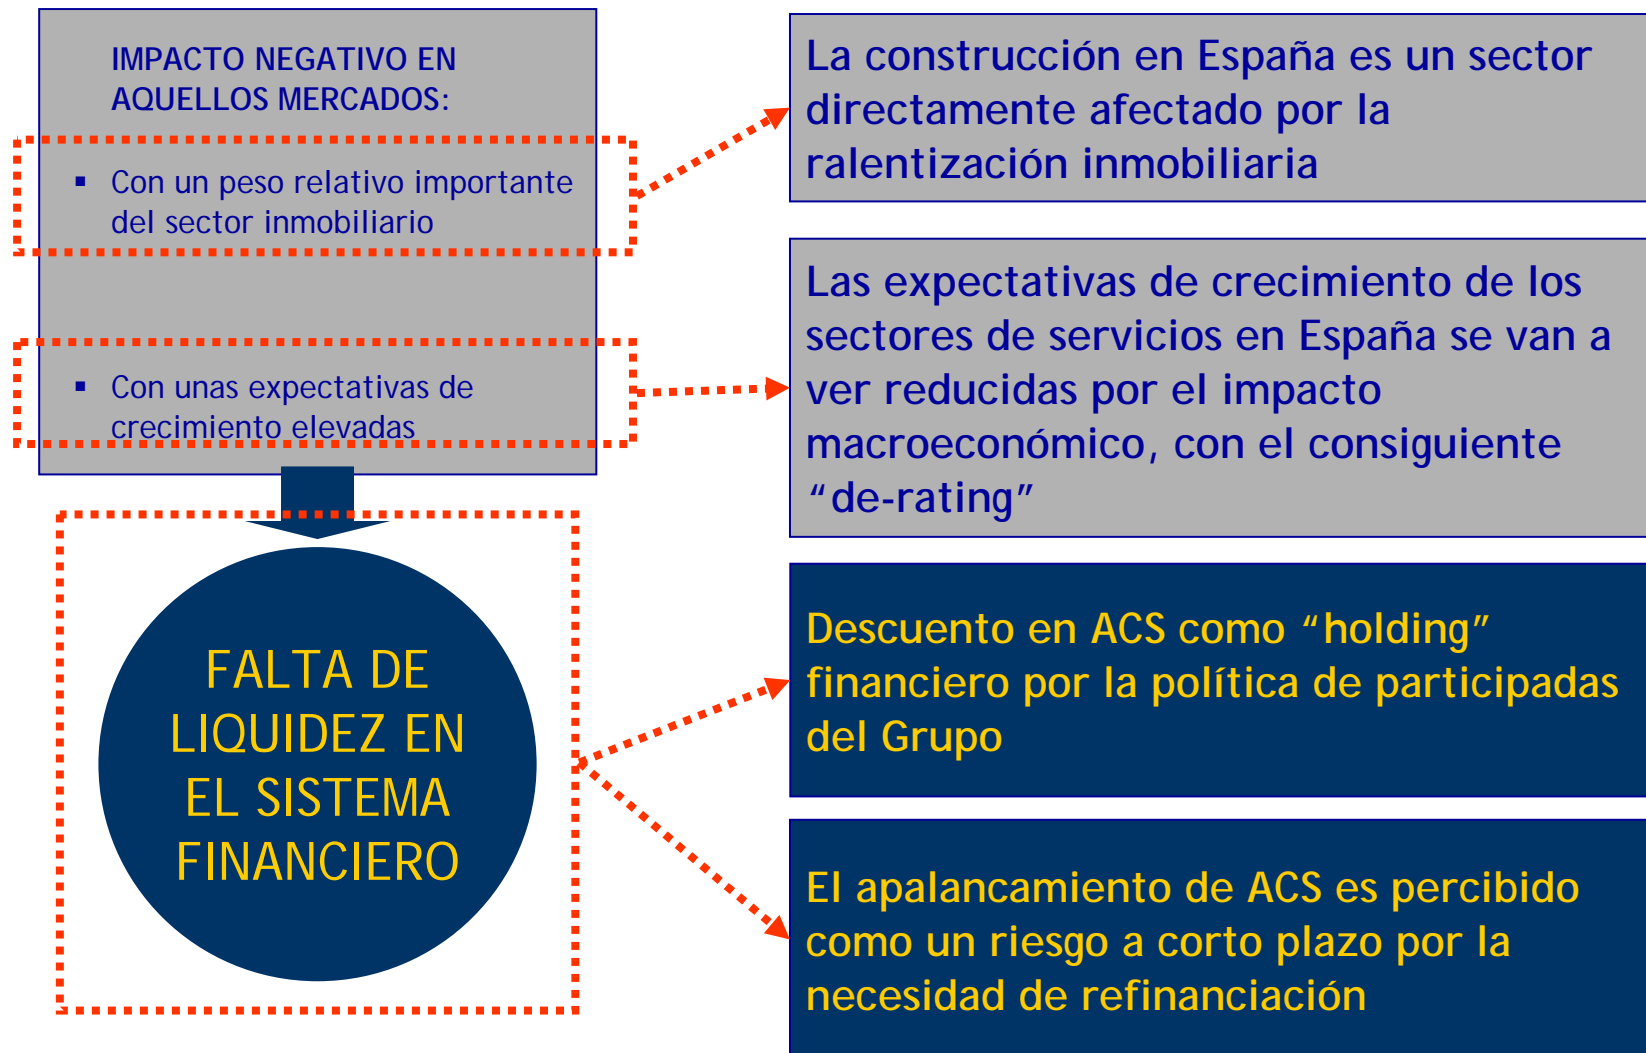 IMPACTO NEGATIVO EN
AQUELLOS MERCADOS:
▪ Con un peso relativo importante
del sector inmobiliario
▪ Con unas expectativas de
crecimiento elevadas
FALTA DE
LIQUIDEZ EN
EL SISTEMA
FINANCIERO
La construcción en España es un sector
directamente afectado por la
ralentización inmobiliaria
Las expectativas de crecimiento de los
sectores de servicios en España se van a
ver reducidas por el impacto
macroeconómico, con el consiguiente
“de-rating”
Descuento en ACS como “holding”
financiero por la política de participadas
del Grupo
El apalancamiento de ACS es percibido
como un riesgo a corto plazo por la
necesidad de refinanciación